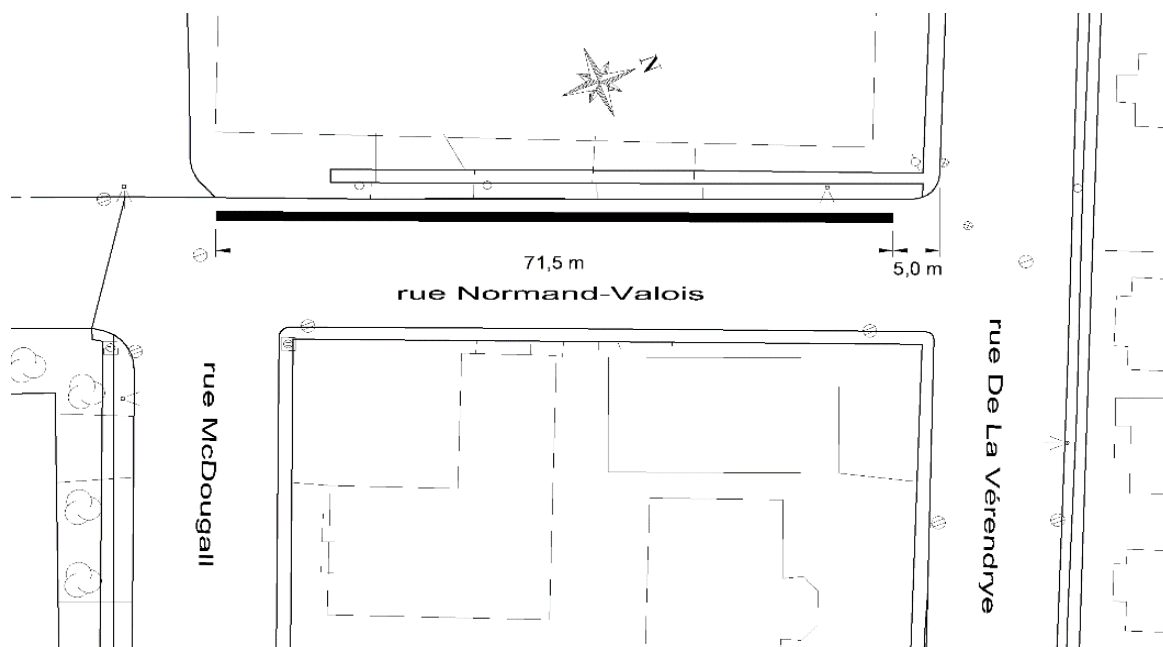 N
71,5 m
5,0 m
rue Normand-Valois
rue McDougall
rue De La Vérendrye